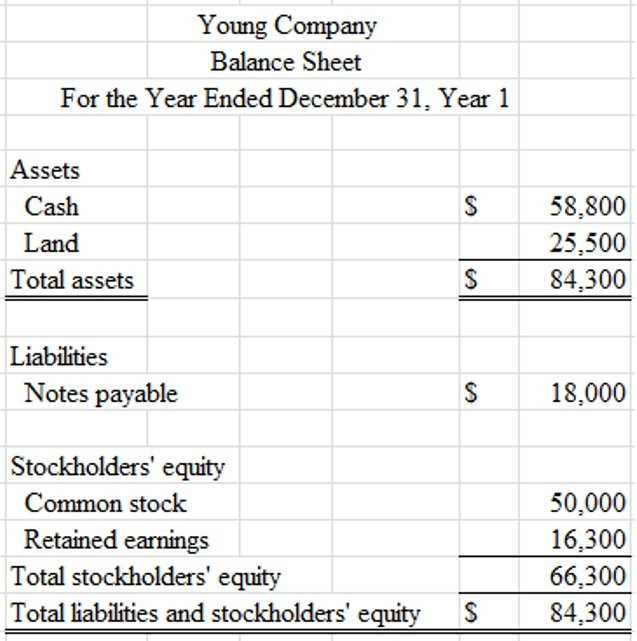 Young Company
Balance Sheet
For the Year Ended December 31, Year 1
Assets
Cash $ 58,800
Land 25,500
Total assets $ 84,300
Liabilities
Notes payable $ 18,000
Stockholders' equity
Common stock 50,000
Retained earnings 16,300
Total stockholders' equity 66,300
Total liabilities and stockholders' equity $ 84,300